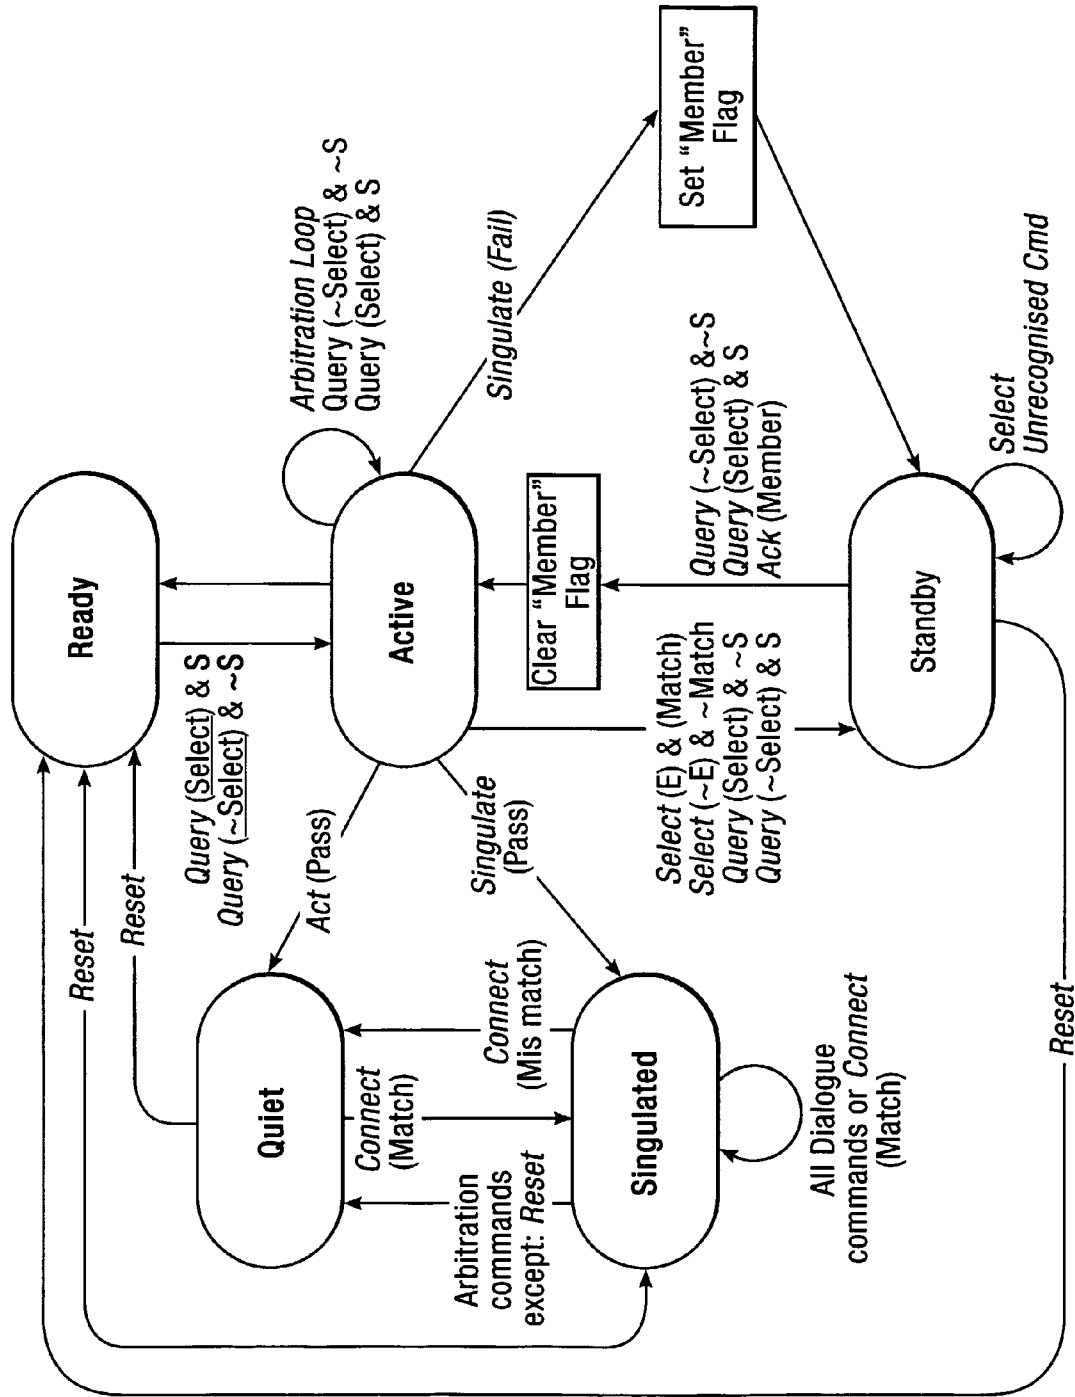 Ready
Reset
Reset
Query (Select) & S
Query (~Select) & ~S
Arbitration Loop
Query (~Select) & ~S
Query (Select) & S
Active
Act (Pass)
Singulate
(Pass)
Singulate (Fail)
Set “Member”
Flag
Clear “Member”
Flag
Quiet
Connect
(Match)
Connect
(Mis match)
Arbitration
commands
except: Reset
Singulated
All Dialogue
commands or Connect
(Match)
Select (E) & (Match)
Select (~E) & ~Match
Query (Select) & ~S
Query (~Select) & S
Query (~Select) &~S
Query (Select) & S
Ack (Member)
Standby
Select
Unrecognised Cmd
Reset